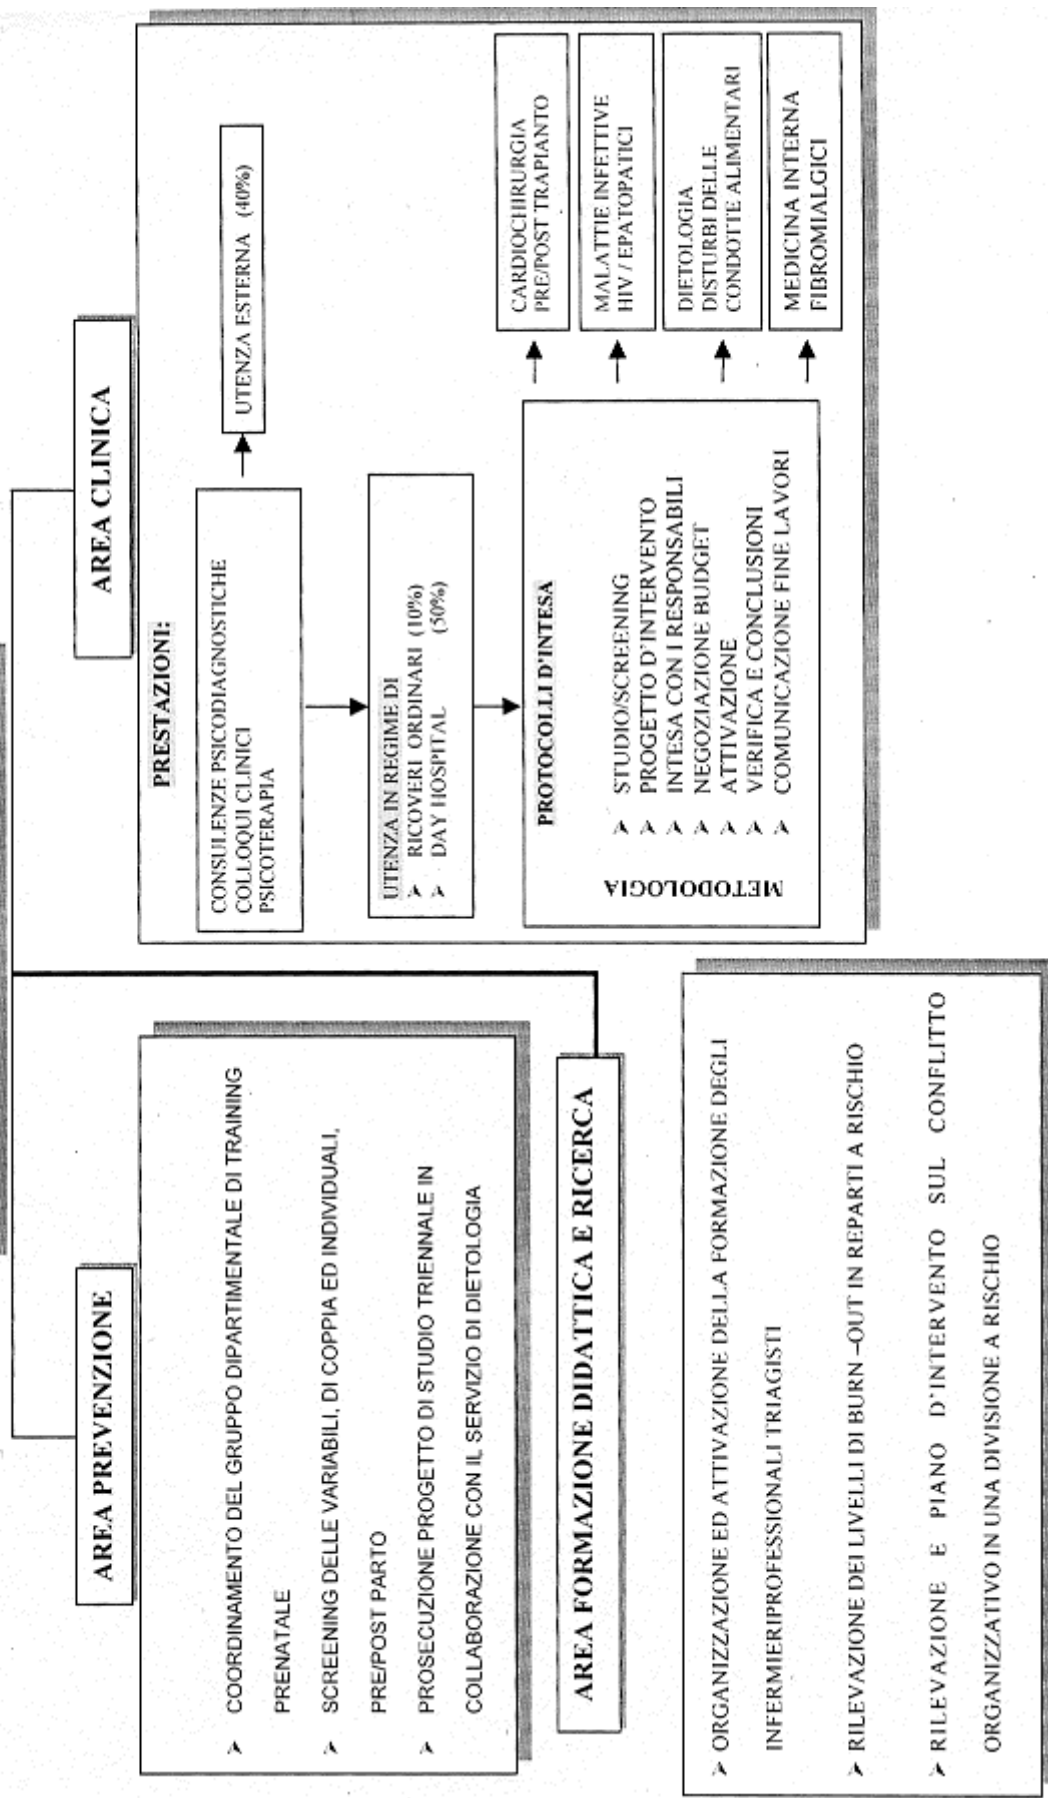 AREA PREVENZIONE
➢ COORDINAMENTO DEL GRUPPO DIPARTIMENTALE DI TRAINING
PRENATALE
➢ SCREENING DELLE VARIABILI, DI COPPIA ED INDIVIDUALI,
PRE/POST PARTO
➢ PROSECUZIONE PROGETTO DI STUDIO TRIENNALE IN
COLLABORAZIONE CON IL SERVIZIO DI DIETOLOGIA
AREA CLINICA
PRESTAZIONI:
CONSULENZE PSICODIAGNOSTICHE
COLLOQUI CLINICI
PSICOTERAPIA
UTENZA ESTERNA (40%)
UTENZA IN REGIME DI
➢ RICOVERI ORDINARI (10%)
➢ DAY HOSPITAL (50%)
PROTOCOLLI D'INTESA
METODOLOGIA
➢ STUDIO/SCREENING
➢ PROGETTO D'INTERVENTO
➢ INTESA CON I RESPONSABILI
➢ NEGOZIAZIONE BUDGET
➢ ATTIVAZIONE
➢ VERIFICA E CONCLUSIONI
➢ COMUNICAZIONE FINE LAVORI
CARDIOCHIRURGIA
PRE/POST TRAPIANTO
MALATTIE INFETTIVE
HIV / EPATOPATICI
DIETOLOGIA
DISTURBI DELLE
CONDOTTE ALIMENTARI
MEDICINA INTERNA
FIBROMIALGICI
AREA FORMAZIONE DIDATTICA E RICERCA
➢ ORGANIZZAZIONE ED ATTIVAZIONE DELLA FORMAZIONE DEGLI
INFERMIERIPROFESSIONALI TRIAGISTI
➢ RILEVAZIONE DEI LIVELLI DI BURN –OUT IN REPARTI A RISCHIO
➢ RILEVAZIONE E PIANO D'INTERVENTO SUL CONFLITTO
ORGANIZZATIVO IN UNA DIVISIONE A RISCHIO